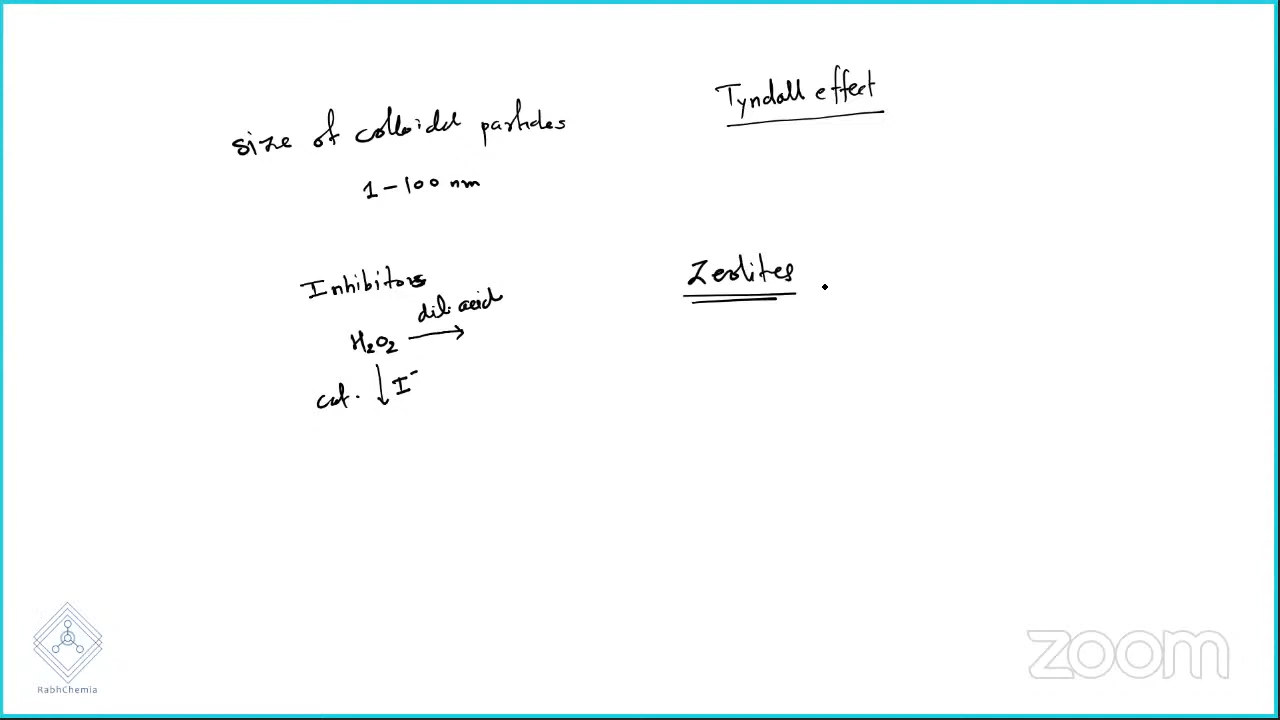 Tyndall effect
size of colloidal particles
1-100 nm
Inhibitors
Zeolites
dil. acid
H₂O₂ →
cat. ↓ I⁻
RabhChemia
zoom